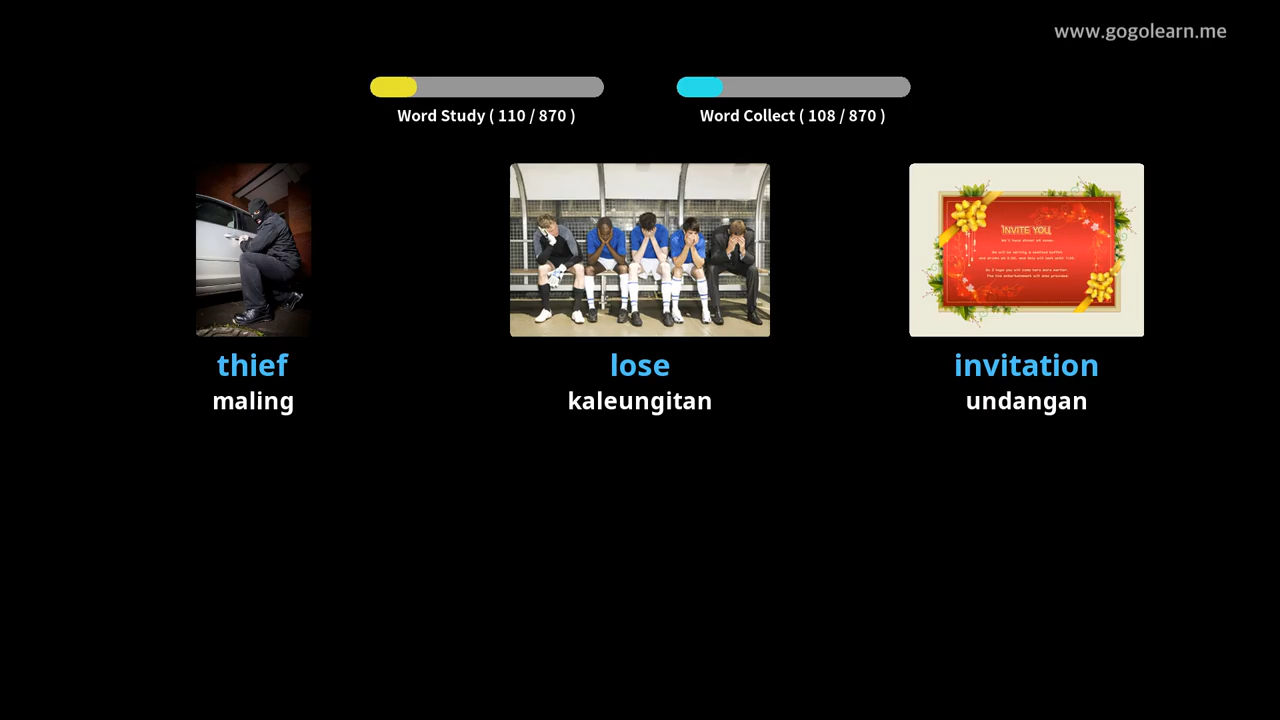 www.gogolearn.me
Word Study ( 110 / 870 )
Word Collect ( 108 / 870 )
INVITE YOU
thief
lose
invitation
maling
kaleungitan
undangan